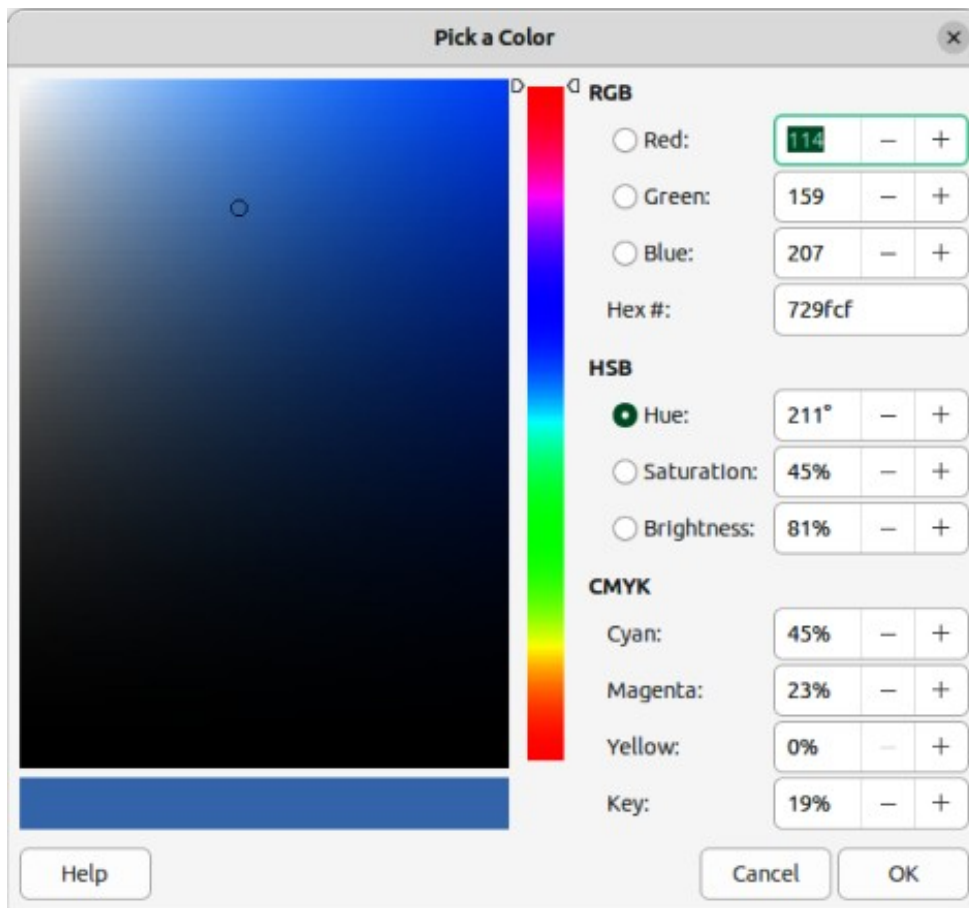 Pick a Color
RGB
Red: 114 − +
Green: 159 − +
Blue: 207 − +
Hex #: 729fcf
HSB
Hue: 211° − +
Saturation: 45% − +
Brightness: 81% − +
CMYK
Cyan: 45% − +
Magenta: 23% − +
Yellow: 0% − +
Key: 19% − +
Help Cancel OK